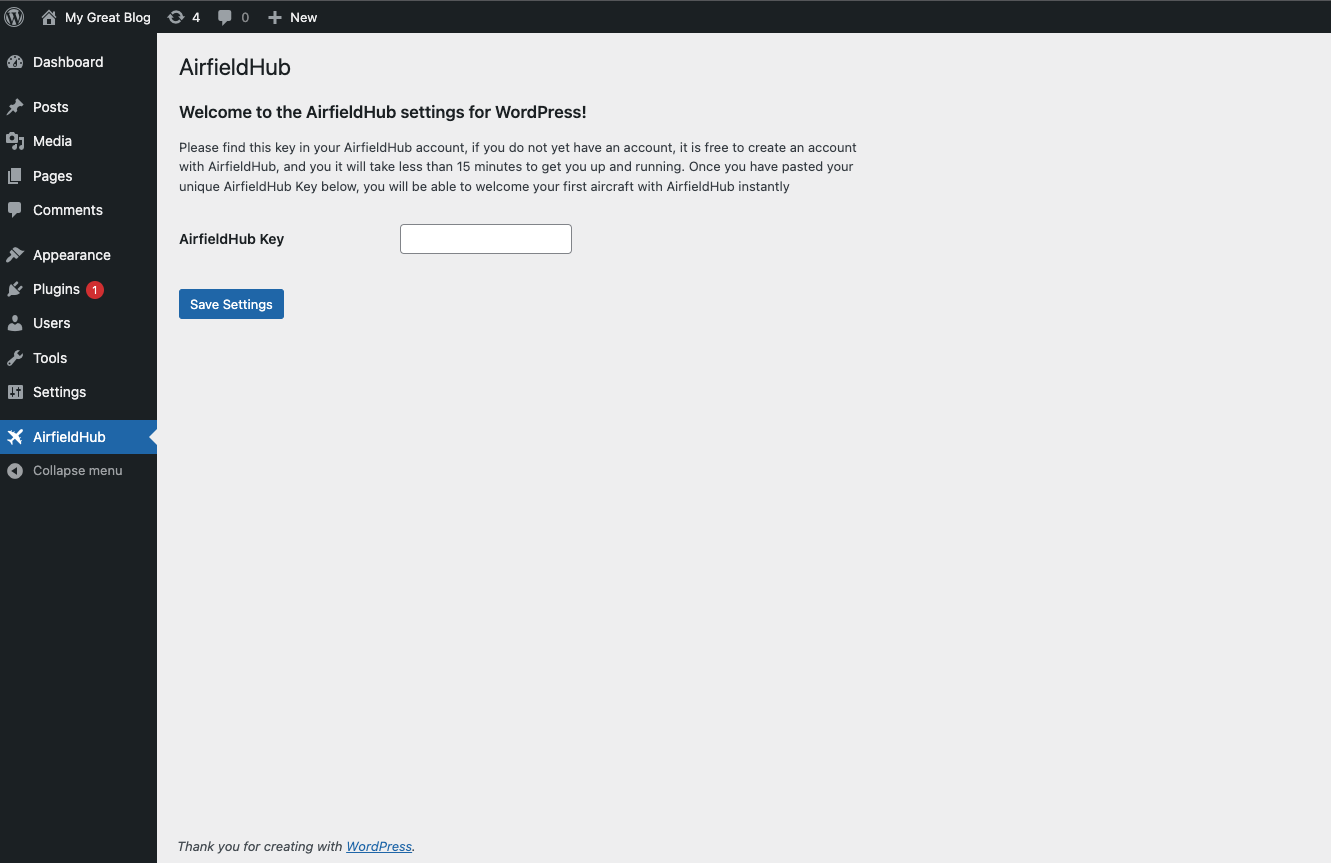 My Great Blog 4 0 New
Dashboard
Posts
Media
Pages
Comments
Appearance
Plugins 1
Users
Tools
Settings
AirfieldHub
Collapse menu
AirfieldHub
Welcome to the AirfieldHub settings for WordPress!
Please find this key in your AirfieldHub account, if you do not yet have an account, it is free to create an account
with AirfieldHub, and you it will take less than 15 minutes to get you up and running. Once you have pasted your
unique AirfieldHub Key below, you will be able to welcome your first aircraft with AirfieldHub instantly
AirfieldHub Key
Save Settings
Thank you for creating with WordPress.